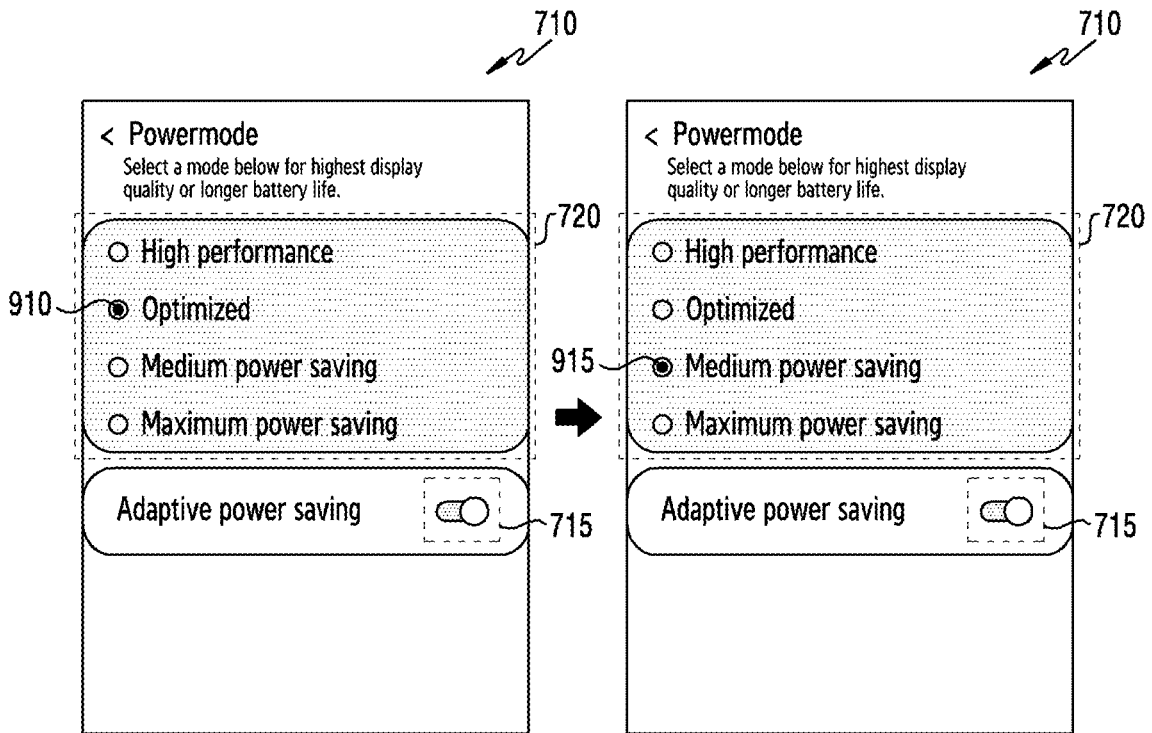 710
< Powermode
Select a mode below for highest display
quality or longer battery life.
720
High performance
910
Optimized
Medium power saving
Maximum power saving
Adaptive power saving
715
710
< Powermode
Select a mode below for highest display
quality or longer battery life.
720
High performance
Optimized
915
Medium power saving
Maximum power saving
Adaptive power saving
715